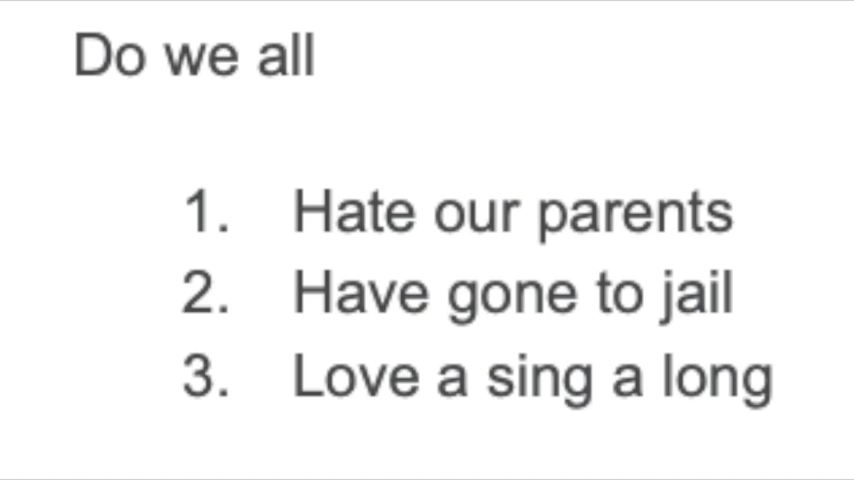 Do we all
1. Hate our parents
2. Have gone to jail
3. Love a sing a long